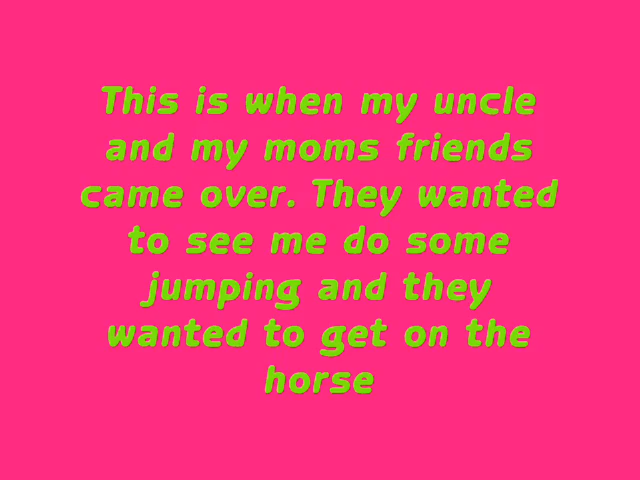 This is when my uncle
and my moms friends
came over. They wanted
to see me do some
jumping and they
wanted to get on the
horse